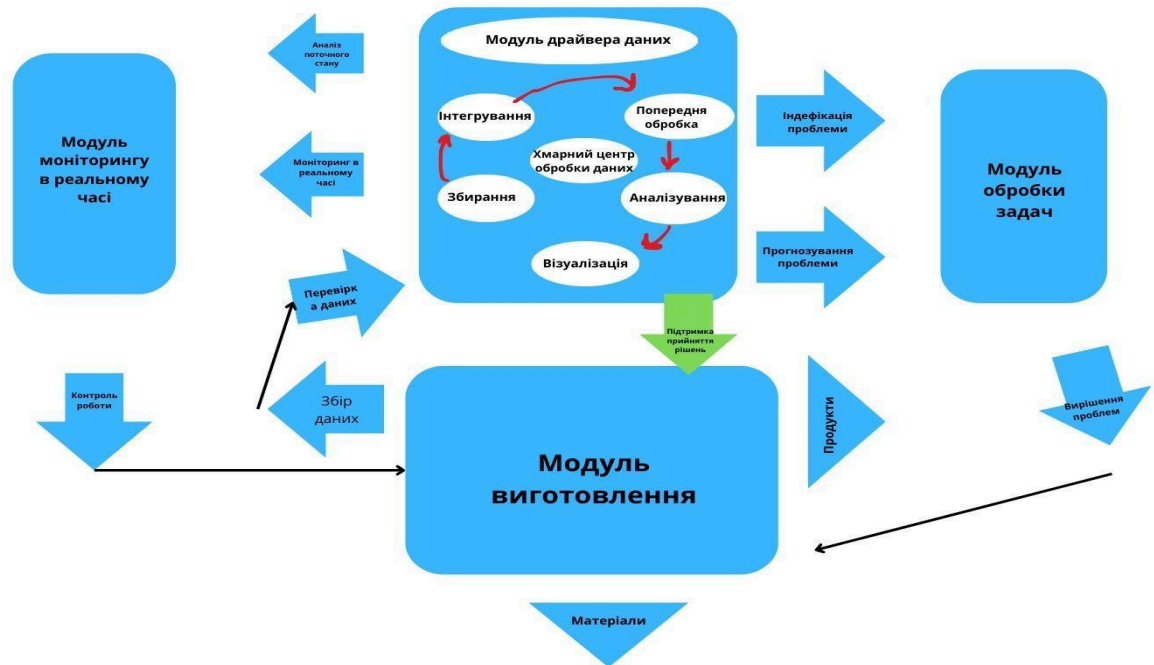 Модуль драйвера даних
Аналіз
поточного
стану
Інтегрування
Попередня
обробка
Індефікація
проблеми
Модуль
моніторингу
в реальному
часі
Хмарний центр
обробки даних
Моніторинг в
реальному
часі
Модуль
обробки
задач
Збирання
Аналізування
Прогнозування
проблеми
Візуалізація
Перевірк
а даних
Підтримка
прийняття
рішень
Контроль
роботи
Збір
даних
Продукти
Вирішення
проблем
Модуль
виготовлення
Матеріали